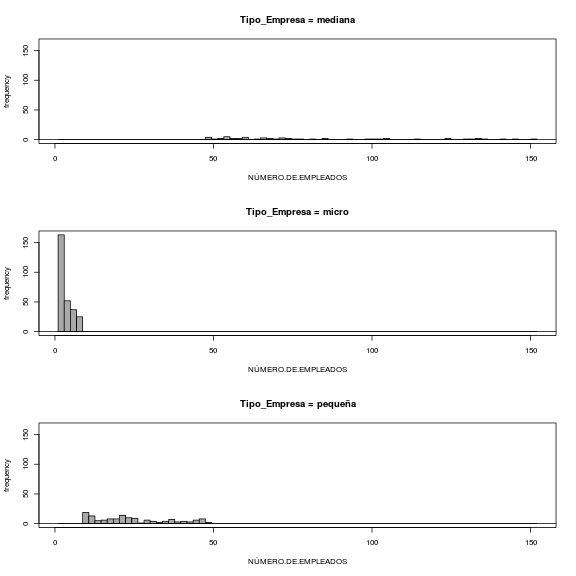 Tipo_Empresa = mediana
150
100
50
0
frequency
0 50 100 150
NÚMERO.DE.EMPLEADOS
Tipo_Empresa = micro
150
100
50
0
frequency
0 50 100 150
NÚMERO.DE.EMPLEADOS
Tipo_Empresa = pequeña
150
100
50
0
frequency
0 50 100 150
NÚMERO.DE.EMPLEADOS